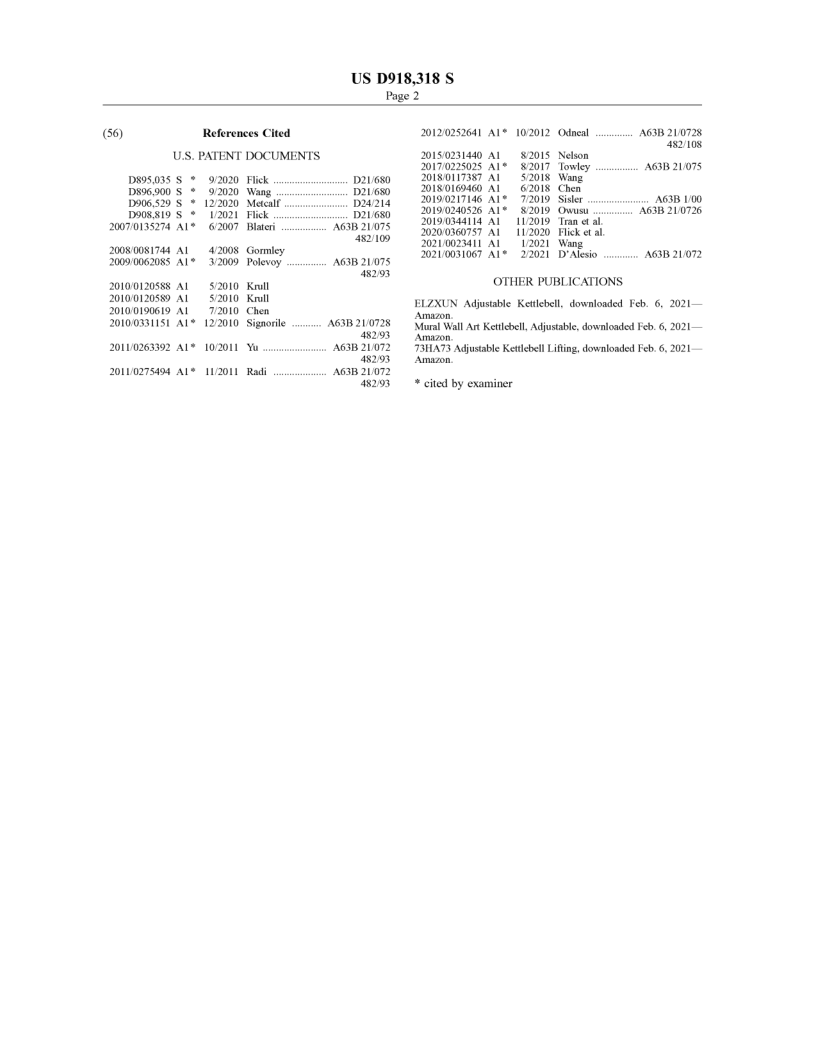 US D918,318 S
Page 2
(56) References Cited
U.S. PATENT DOCUMENTS
D895,035 S * 9/2020 Flick ............................ D21/680
D896,900 S * 9/2020 Wang ........................... D21/680
D906,529 S * 12/2020 Metcalf ........................ D24/214
D908,819 S * 1/2021 Flick ............................ D21/680
2007/0135274 A1* 6/2007 Blateri ................. A63B 21/075
482/109
2008/0081744 A1 4/2008 Gormley
2009/0062085 A1* 3/2009 Polevoy ............... A63B 21/075
482/93
2010/0120588 A1 5/2010 Krull
2010/0120589 A1 5/2010 Krull
2010/0190619 A1 7/2010 Chen
2010/0331151 A1* 12/2010 Signorile ........... A63B 21/0728
482/93
2011/0263392 A1* 10/2011 Yu ........................ A63B 21/072
482/93
2011/0275494 A1* 11/2011 Radi .................... A63B 21/072
482/93
2012/0252641 A1* 10/2012 Odneal .............. A63B 21/0728
482/108
2015/0231440 A1 8/2015 Nelson
2017/0225025 A1* 8/2017 Towley ................ A63B 21/075
2018/0117387 A1 5/2018 Wang
2018/0169460 A1 6/2018 Chen
2019/0217146 A1* 7/2019 Sisler ....................... A63B 1/00
2019/0240526 A1* 8/2019 Owusu ............... A63B 21/0726
2019/0344114 A1 11/2019 Tran et al.
2020/0360757 A1 11/2020 Flick et al.
2021/0023411 A1 1/2021 Wang
2021/0031067 A1* 2/2021 D'Alesio ............. A63B 21/072
OTHER PUBLICATIONS
ELZXUN Adjustable Kettlebell, downloaded Feb. 6, 2021—
Amazon.
Mural Wall Art Kettlebell, Adjustable, downloaded Feb. 6, 2021—
Amazon.
73HA73 Adjustable Kettlebell Lifting, downloaded Feb. 6, 2021—
Amazon.
* cited by examiner